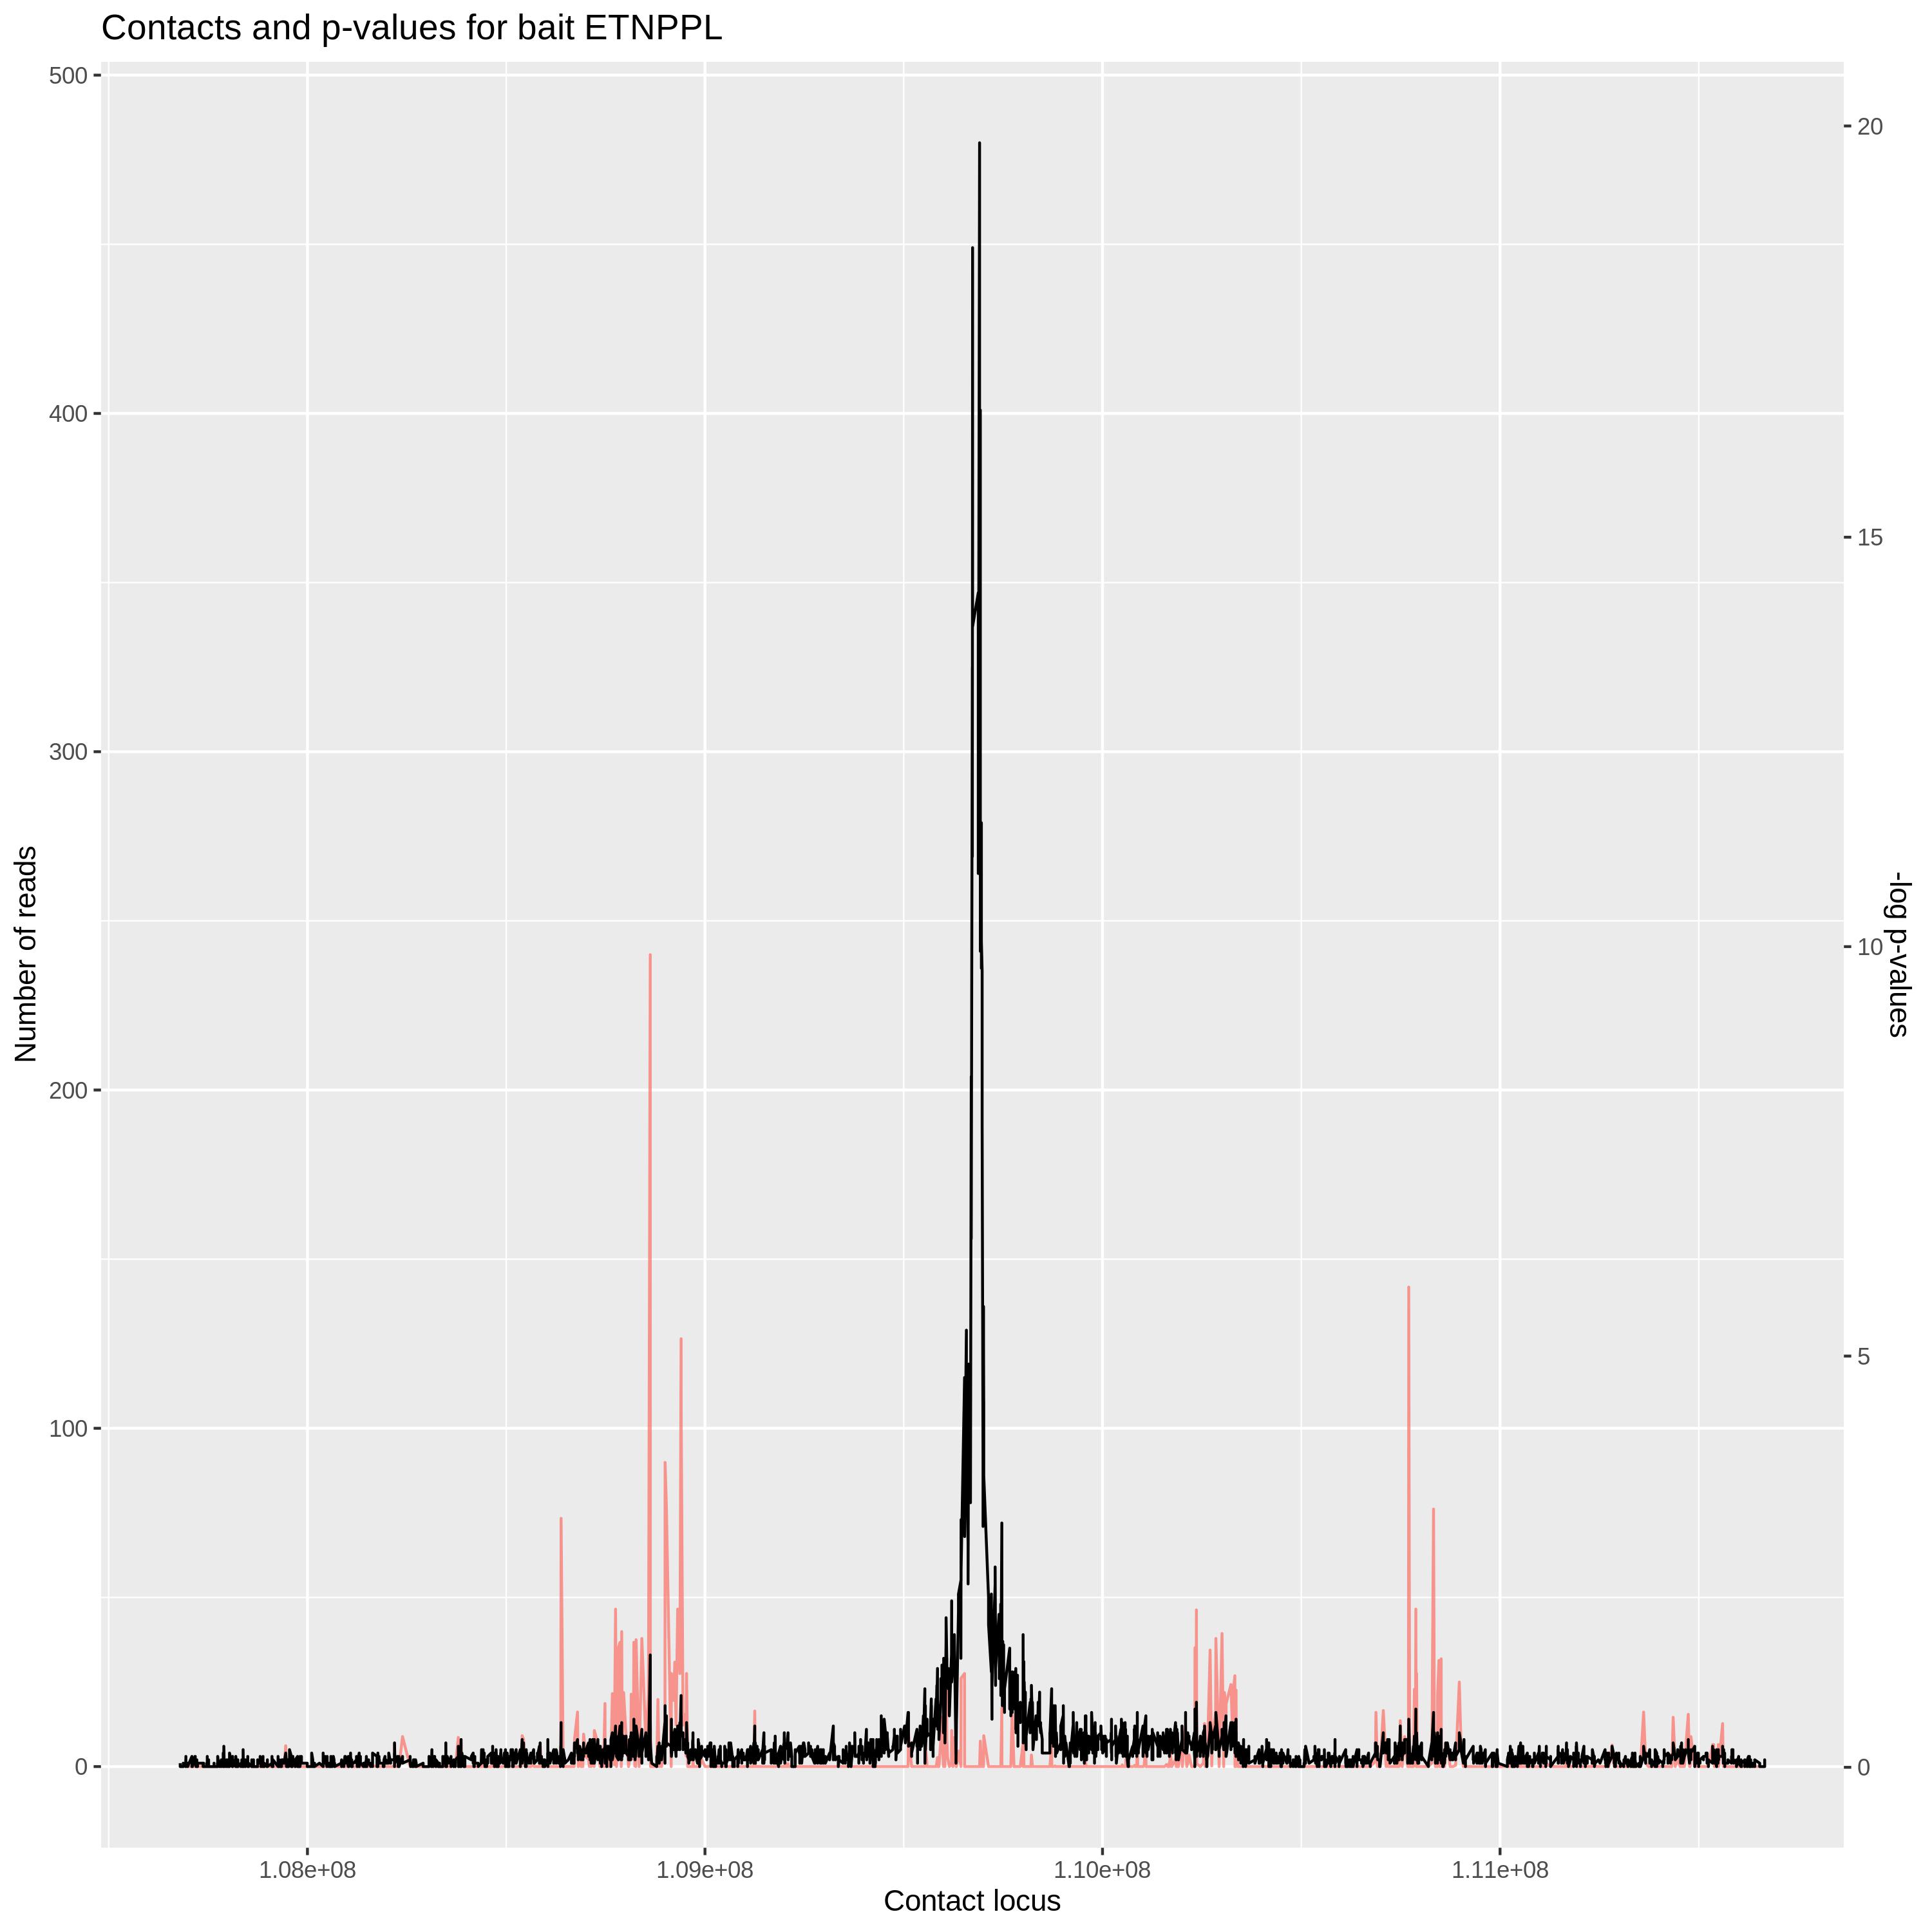 Contacts and p-values for bait ETNPPL
500
400
300
200
100
0
Number of reads
20
15
10
5
0
-log p-values
1.08e+08
1.09e+08
1.10e+08
1.11e+08
Contact locus